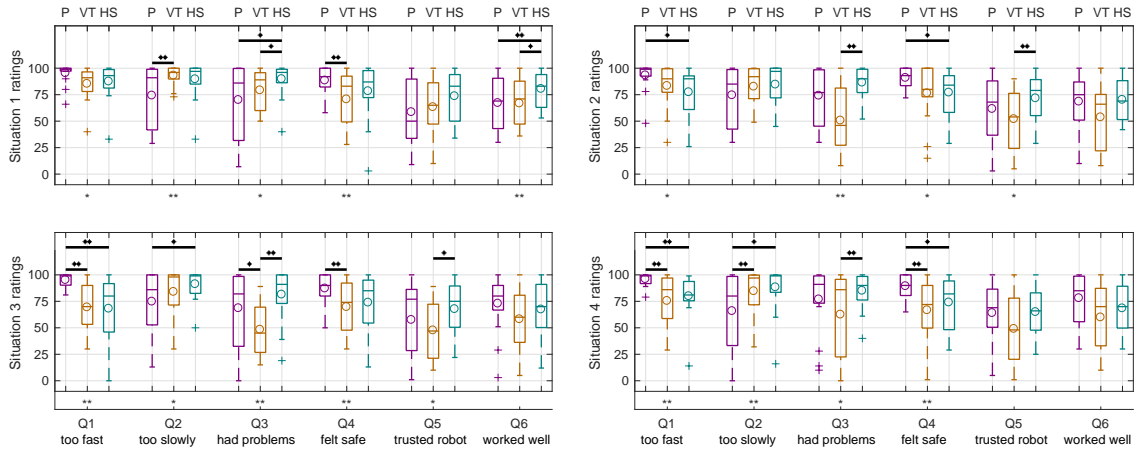 P VT HS P VT HS P VT HS P VT HS P VT HS P VT HS
Situation 1 ratings
100
75
50
25
0
* ** * ** **
P VT HS P VT HS P VT HS P VT HS P VT HS P VT HS
Situation 2 ratings
100
75
50
25
0
* ** * *
Situation 3 ratings
100
75
50
25
0
** * ** ** *
Q1 Q2 Q3 Q4 Q5 Q6
too fast too slowly had problems felt safe trusted robot worked well
Situation 4 ratings
100
75
50
25
0
** ** * **
Q1 Q2 Q3 Q4 Q5 Q6
too fast too slowly had problems felt safe trusted robot worked well